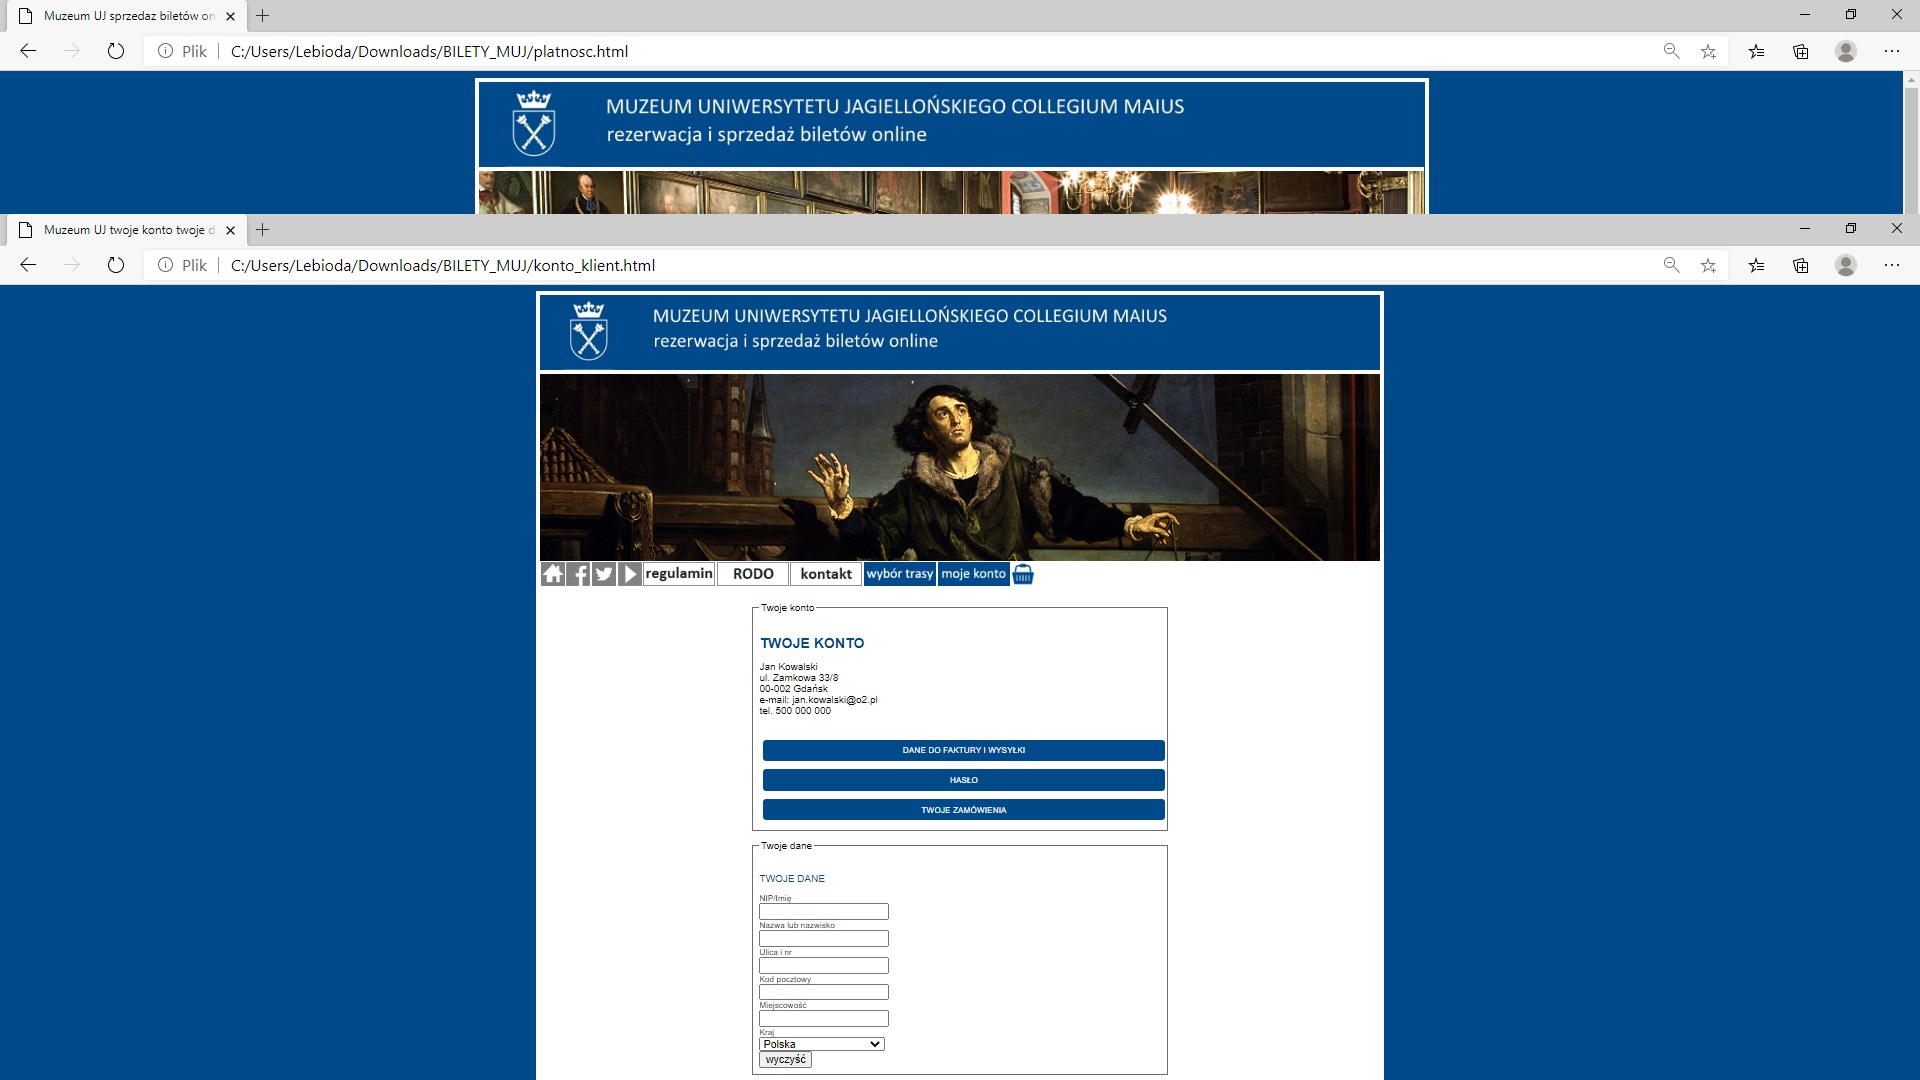 Muzeum UJ sprzedaz biletów on
Plik
C:/Users/Lebioda/Downloads/BILETY_MUJ/platnosc.html
MUZEUM UNIWERSYTETU JAGIELLOŃSKIEGO COLLEGIUM MAIUS
rezerwacja i sprzedaż biletów online
Muzeum UJ twoje konto twoje d
Plik
C:/Users/Lebioda/Downloads/BILETY_MUJ/konto_klient.html
MUZEUM UNIWERSYTETU JAGIELLOŃSKIEGO COLLEGIUM MAIUS
rezerwacja i sprzedaż biletów online
regulamin RODO kontakt wybór trasy moje konto
Twoje konto
TWOJE KONTO
Jan Kowalski
ul. Zamkowa 33/8
00-002 Gdańsk
e-mail: jan.kowalski@o2.pl
tel. 500 000 000
DANE DO FAKTURY I WYSYŁKI
HASŁO
TWOJE ZAMÓWIENIA
Twoje dane
TWOJE DANE
NIP/Imię
Nazwa lub nazwisko
Ulica i nr
Kod pocztowy
Miejscowość
Kraj
Polska
wyczyść